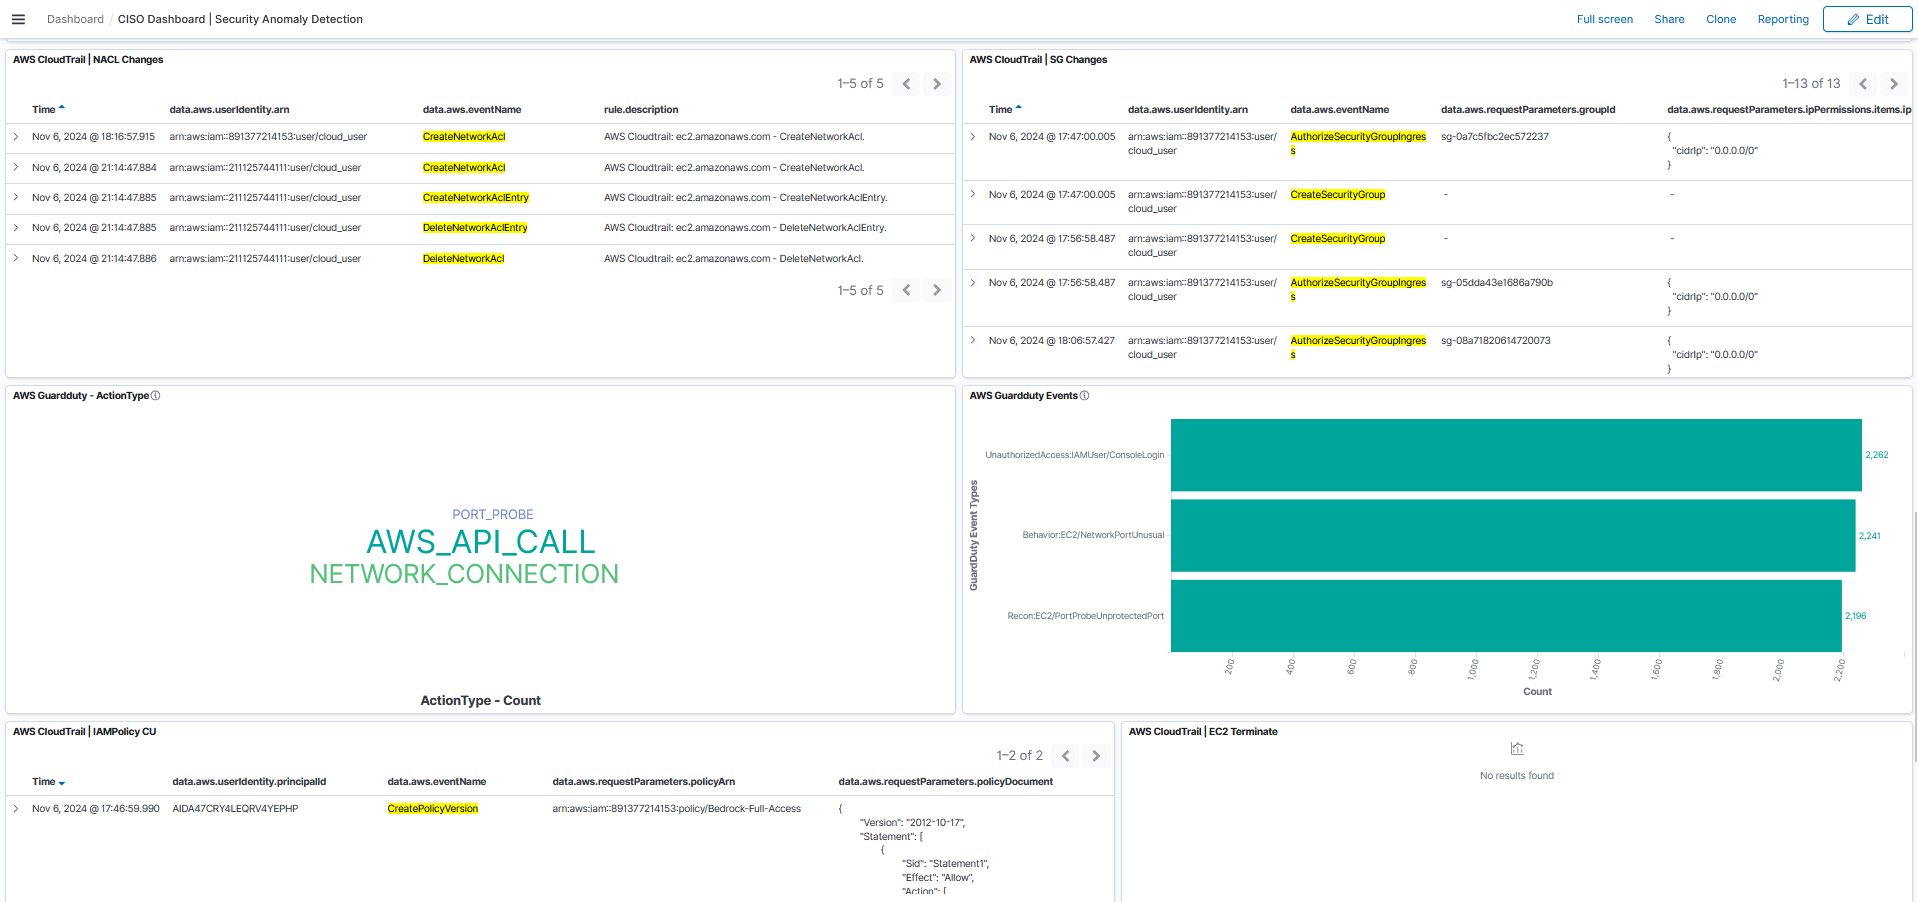 Dashboard / CISO Dashboard | Security Anomaly Detection
Full screen Share Clone Reporting Edit
AWS CloudTrail | NACL Changes
1–5 of 5
Time data.aws.userIdentity.arn data.aws.eventName rule.description
Nov 6, 2024 @ 18:16:57.915 arn:aws:iam::891377214153:user/cloud_user CreateNetworkAcl AWS Cloudtrail: ec2.amazonaws.com - CreateNetworkAcl.
Nov 6, 2024 @ 21:14:47.884 arn:aws:iam::211125744111:user/cloud_user CreateNetworkAcl AWS Cloudtrail: ec2.amazonaws.com - CreateNetworkAcl.
Nov 6, 2024 @ 21:14:47.885 arn:aws:iam::211125744111:user/cloud_user CreateNetworkAclEntry AWS Cloudtrail: ec2.amazonaws.com - CreateNetworkAclEntry.
Nov 6, 2024 @ 21:14:47.885 arn:aws:iam::211125744111:user/cloud_user DeleteNetworkAclEntry AWS Cloudtrail: ec2.amazonaws.com - DeleteNetworkAclEntry.
Nov 6, 2024 @ 21:14:47.886 arn:aws:iam::211125744111:user/cloud_user DeleteNetworkAcl AWS Cloudtrail: ec2.amazonaws.com - DeleteNetworkAcl.
1–5 of 5
AWS CloudTrail | SG Changes
1–13 of 13
Time data.aws.userIdentity.arn data.aws.eventName data.aws.requestParameters.groupId data.aws.requestParameters.ipPermissions.items.ip
Nov 6, 2024 @ 17:47:00.005 arn:aws:iam::891377214153:user/ AuthorizeSecurityGroupIngres sg-0a7c5fbc2ec572237 {
cloud_user s "cidrIp": "0.0.0.0/0"
}
Nov 6, 2024 @ 17:47:00.005 arn:aws:iam::891377214153:user/ CreateSecurityGroup - -
cloud_user
Nov 6, 2024 @ 17:56:58.487 arn:aws:iam::891377214153:user/ CreateSecurityGroup - -
cloud_user
Nov 6, 2024 @ 17:56:58.487 arn:aws:iam::891377214153:user/ AuthorizeSecurityGroupIngres sg-05dda43e1686a790b {
cloud_user s "cidrIp": "0.0.0.0/0"
}
Nov 6, 2024 @ 18:06:57.427 arn:aws:iam::891377214153:user/ AuthorizeSecurityGroupIngres sg-08a71820614720073 {
cloud_user s "cidrIp": "0.0.0.0/0"
}
AWS Guardduty - ActionType
PORT_PROBE
AWS_API_CALL
NETWORK_CONNECTION
ActionType - Count
AWS Guardduty Events
GuardDuty Event Types
UnauthorizedAccess:IAMUser/ConsoleLogin 2,262
Behavior:EC2/NetworkPortUnusual 2,241
Recon:EC2/PortProbeUnprotectedPort 2,196
200 400 600 800 1,000 1,200 1,400 1,600 1,800 2,000 2,200
Count
AWS CloudTrail | IAMPolicy CU
1–2 of 2
Time data.aws.userIdentity.principalId data.aws.eventName data.aws.requestParameters.policyArn data.aws.requestParameters.policyDocument
Nov 6, 2024 @ 17:46:59.990 AIDA47CRY4LEQRV4YEPHP CreatePolicyVersion arn:aws:iam::891377214153:policy/Bedrock-Full-Access {
"Version": "2012-10-17",
"Statement": [
{
"Sid": "Statement1",
"Effect": "Allow",
"Action": [
AWS CloudTrail | EC2 Terminate
No results found